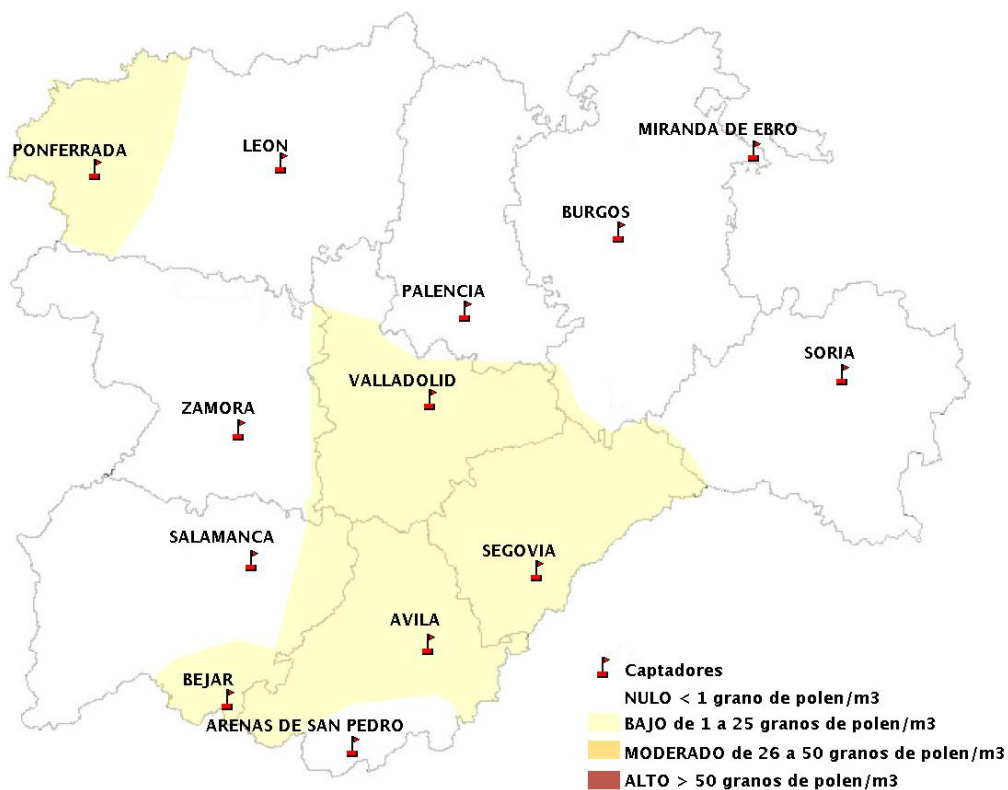 MIRANDA DE EBRO
PONFERRADA
LEON
BURGOS
PALENCIA
SORIA
VALLADOLID
ZAMORA
SALAMANCA
SEGOVIA
AVILA
BEJAR
ARENAS DE SAN PEDRO
Captadores
NULO < 1 grano de polen/m3
BAJO de 1 a 25 granos de polen/m3
MODERADO de 26 a 50 granos de polen/m3
ALTO > 50 granos de polen/m3